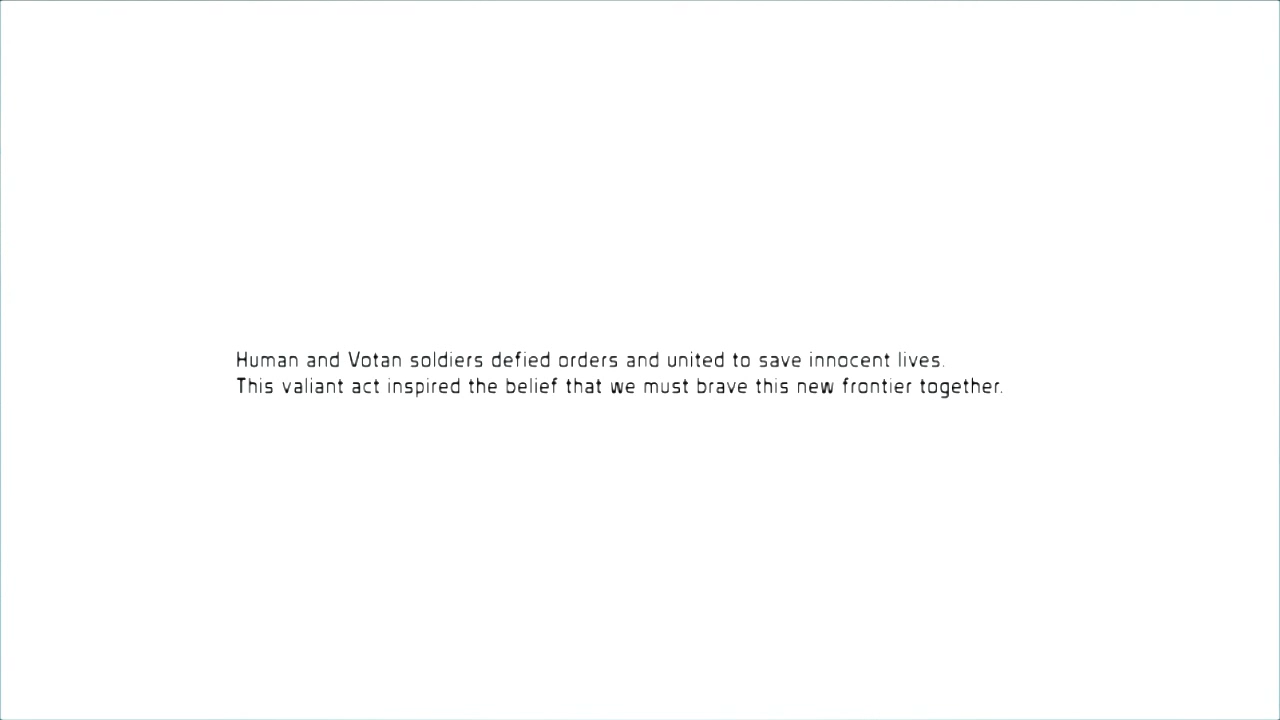 Human and Votan soldiers defied orders and united to save innocent lives.
This valiant act inspired the belief that we must brave this new frontier together.